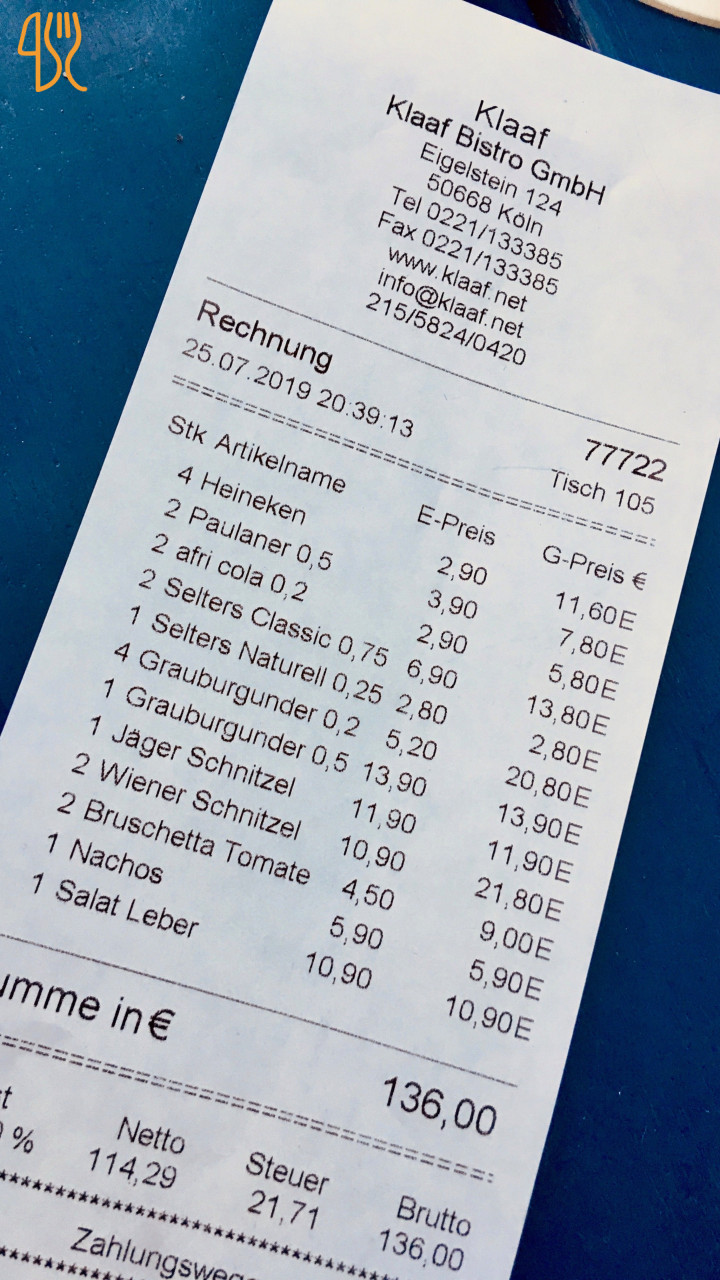 Klaaf
Klaaf Bistro GmbH
Eigelstein 124
50668 Köln
Tel 0221/133385
Fax 0221/133385
www.klaaf.net
info@klaaf.net
215/5824/0420
Rechnung 77722
25.07.2019 20:39:13 Tisch 105
Stk Artikelname E-Preis G-Preis €
4 Heineken 2,90 11,60E
2 Paulaner 0,5 3,90 7,80E
2 afri cola 0,2 2,90 5,80E
2 Selters Classic 0,75 6,90 13,80E
1 Selters Naturell 0,25 2,80 2,80E
4 Grauburgunder 0,2 5,20 20,80E
1 Grauburgunder 0,5 13,90 13,90E
1 Jäger Schnitzel 11,90 11,90E
2 Wiener Schnitzel 10,90 21,80E
2 Bruschetta Tomate 4,50 9,00E
1 Nachos 5,90 5,90E
1 Salat Leber 10,90 10,90E
umme in € 136,00
Netto Steuer Brutto
% 114,29 21,71 136,00
Zahlungswege